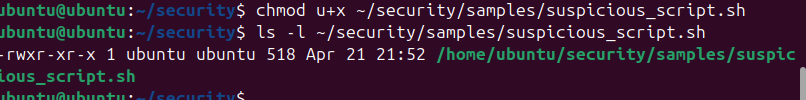 ubuntu@ubuntu:~/security$ chmod u+x ~/security/samples/suspicious_script.sh
ubuntu@ubuntu:~/security$ ls -l ~/security/samples/suspicious_script.sh
-rwxr-xr-x 1 ubuntu ubuntu 518 Apr 21 21:52 /home/ubuntu/security/samples/suspic
ious_script.sh
ubuntu@ubuntu:~/security$